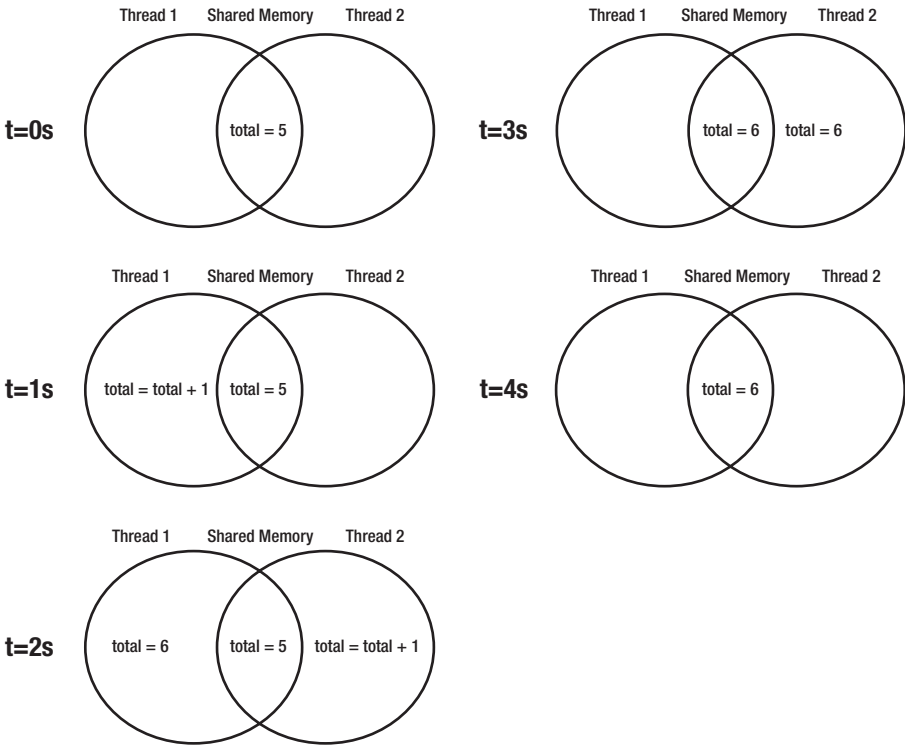 Thread 1 Shared Memory Thread 2
t=0s total = 5
Thread 1 Shared Memory Thread 2
t=1s total = total + 1 total = 5
Thread 1 Shared Memory Thread 2
t=2s total = 6 total = 5 total = total + 1
Thread 1 Shared Memory Thread 2
t=3s total = 6 total = 6
Thread 1 Shared Memory Thread 2
t=4s total = 6